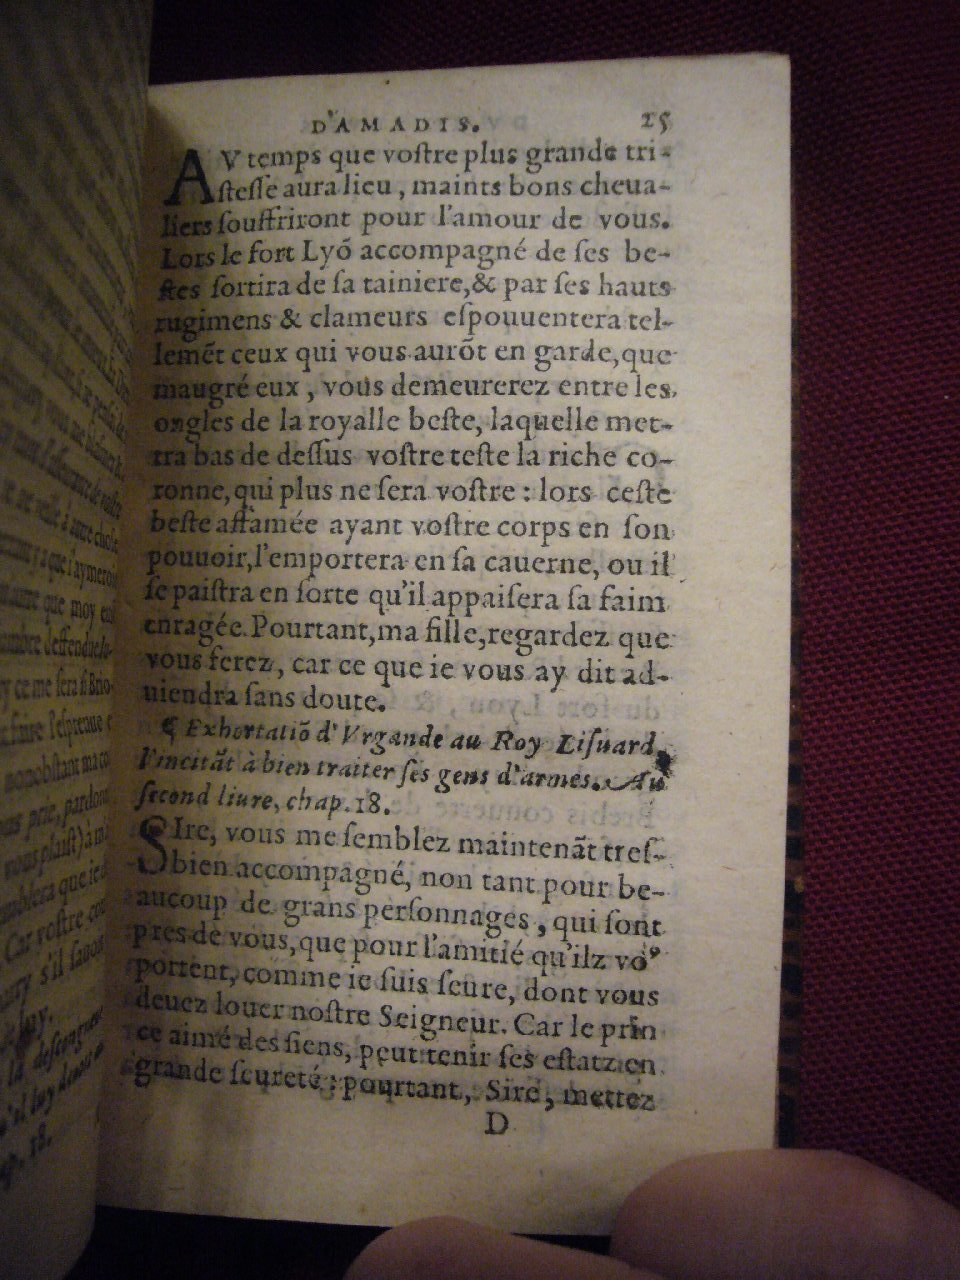 D'AMADIS. 25
AV temps que vostre plus grande tri-
stesse aura lieu, maints bons cheua-
liers souffriront pour l'amour de vous.
Lors le fort Lyõ accompagné de ses be-
stes sortira de sa tainiere,& par ses hauts
rugimens & clameurs espouuentera tel-
lemẽt ceux qui vous aurõt en garde,que
maugré eux, vous demeurerez entre les
ongles de la royalle beste, laquelle met-
tra bas de dessus vostre teste la riche co-
ronne,qui plus ne sera vostre: lors ceste
beste affamée ayant vostre corps en son
pouuoir,l'emportera en sa cauerne, ou il
se paistra en sorte qu'il appaisera sa faim
enragée. Pourtant,ma fille,regardez que
vous ferez, car ce que ie vous ay dit ad-
uiendra sans doute.
¶ Exhortatiõ d'Vrgande au Roy Lisuard,
l'incitãt à bien traiter ses gens d'armes. Au
second liure, chap. 18.
SIre, vous me semblez maintenãt tres-
bien accompagné, non tant pour be-
aucoup de grans personnages, qui sont
pres de vous,que pour l'amitié qu'ilz voꝰ
portent, comme ie suis seure, dont vous
deuez louer nostre Seigneur. Car le prin
ce aimé des siens, peut tenir ses estatz en
grande seureté: pourtant, Sire, mettez
D